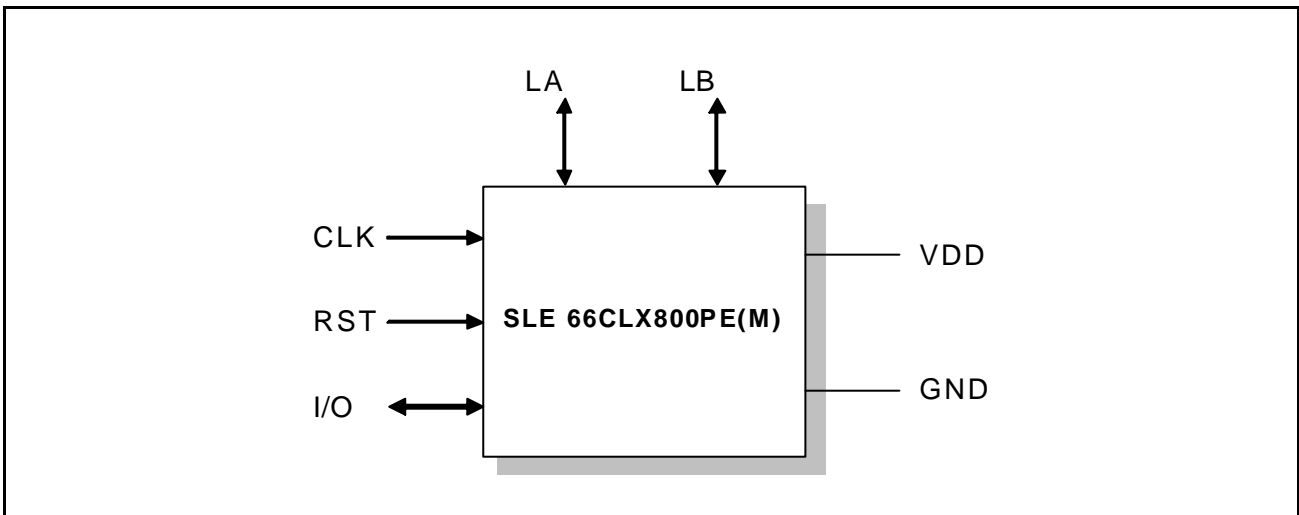 LA
LB
CLK
VDD
RST
SLE 66CLX800PE(M)
I/O
GND